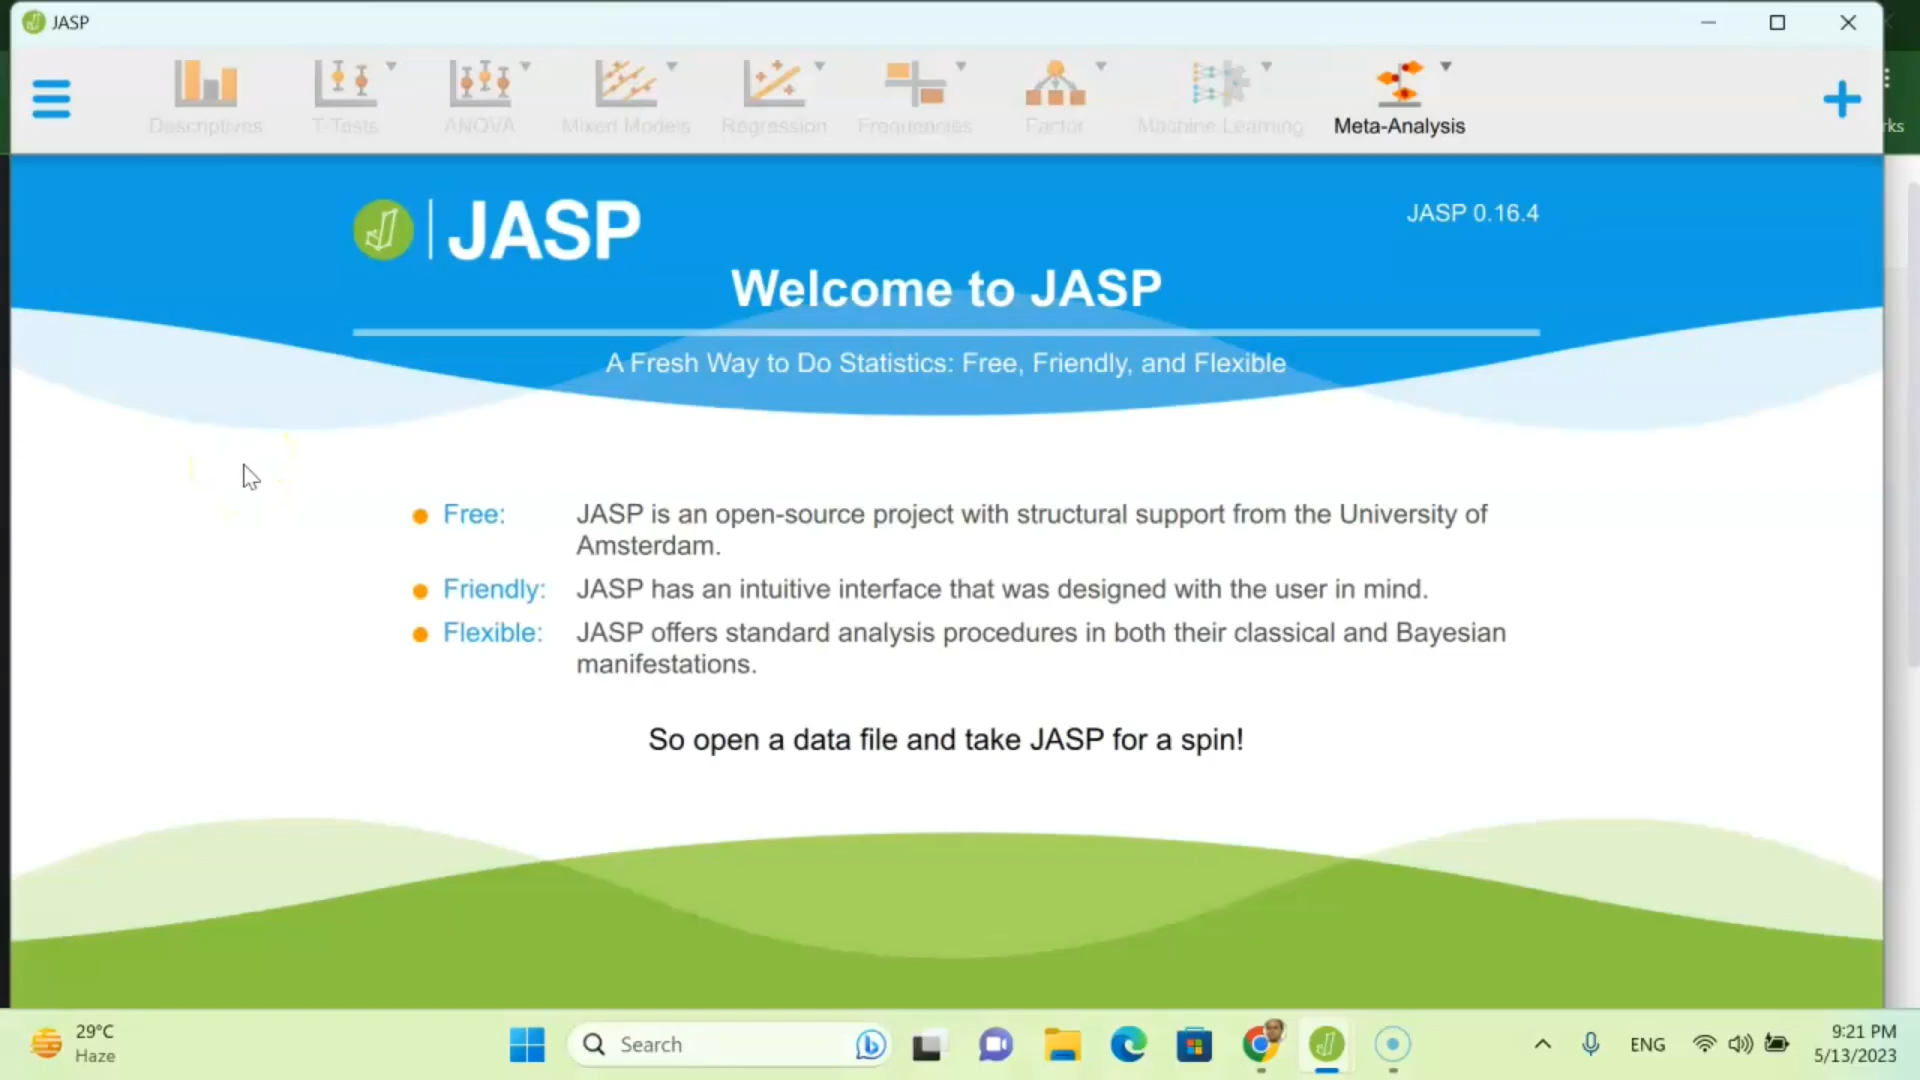 JASP
Descriptives
T-Tests
ANOVA
Mixed Models
Regression
Frequencies
Factor
Machine Learning
Meta-Analysis
rks
JASP
JASP 0.16.4
Welcome to JASP
A Fresh Way to Do Statistics: Free, Friendly, and Flexible
Free: JASP is an open-source project with structural support from the University of
Amsterdam.
Friendly: JASP has an intuitive interface that was designed with the user in mind.
Flexible: JASP offers standard analysis procedures in both their classical and Bayesian
manifestations.
So open a data file and take JASP for a spin!
29°C
Haze
Search
ENG
9:21 PM
5/13/2023